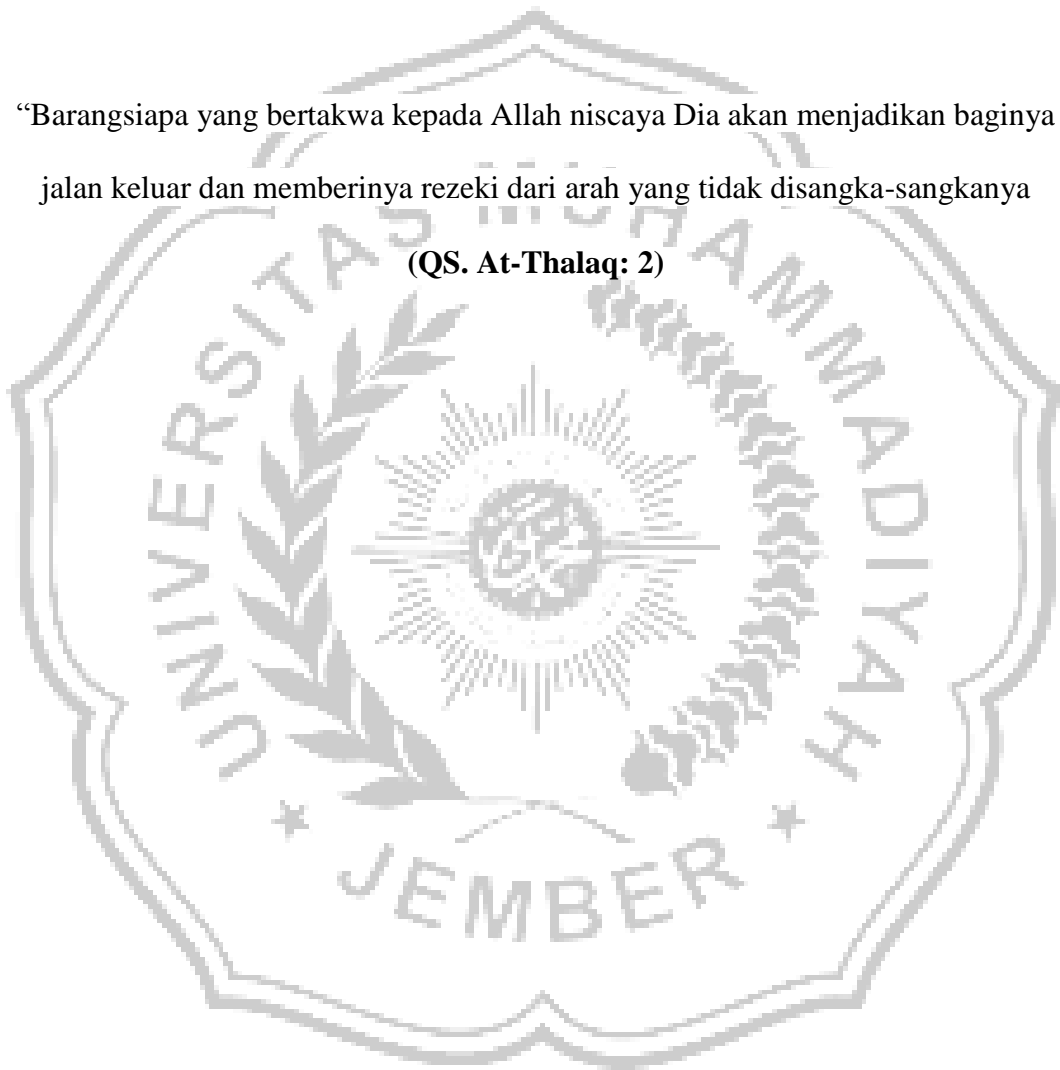 “Barangsiapa yang bertakwa kepada Allah niscaya Dia akan menjadikan baginya
jalan keluar dan memberinya rezeki dari arah yang tidak disangka-sangkanya
(QS. At-Thalaq: 2)
UNIVERSITAS MUHAMMADIYAH
JEMBER